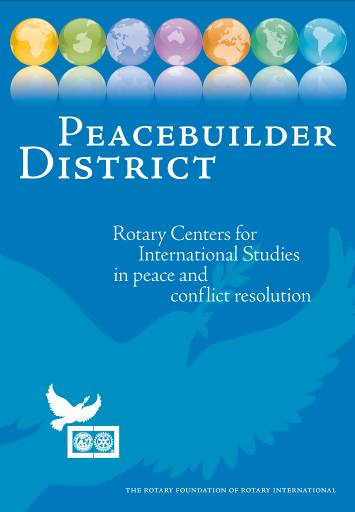 PEACEBUILDER
DISTRICT
Rotary Centers for
International Studies
in peace and
conflict resolution
THE ROTARY FOUNDATION OF ROTARY INTERNATIONAL